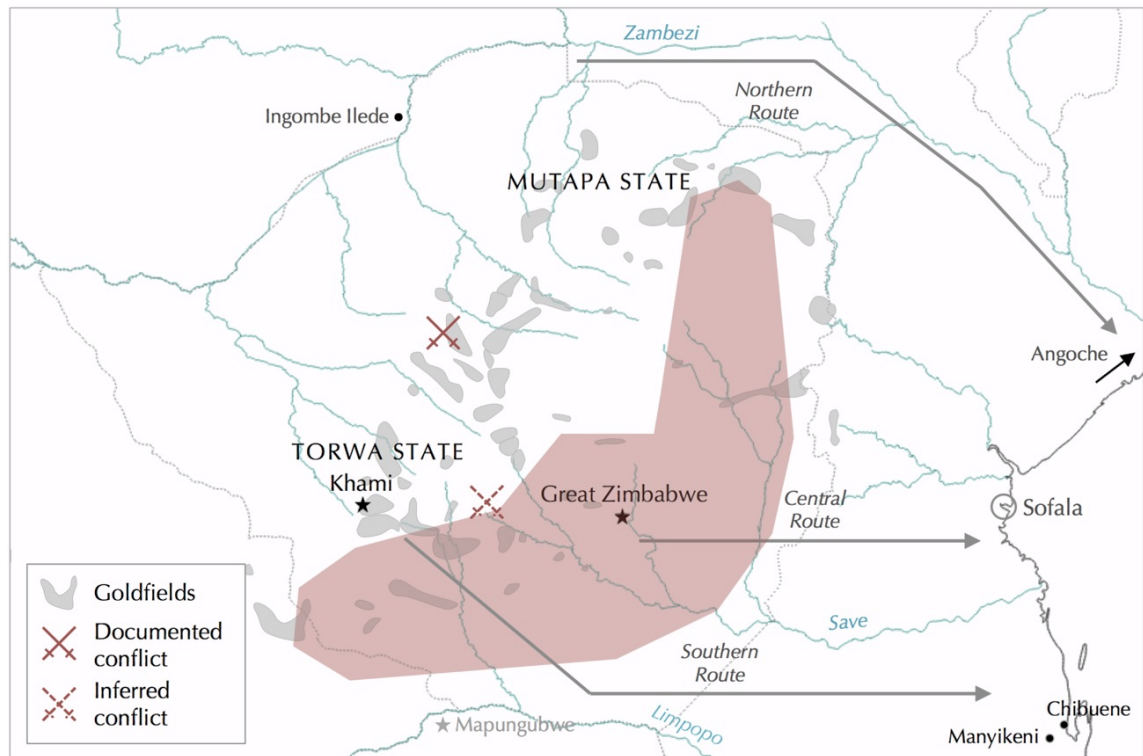 Zambezi
Northern
Route
Ingombe Ilede
MUTAPA STATE
Angoche
TORWA STATE
Khami
Great Zimbabwe
Central
Route
Sofala
Save
Southern
Route
Mapungubwe
Limpopo
Chibuene
Manyikeni
Goldfields
Documented
conflict
Inferred
conflict